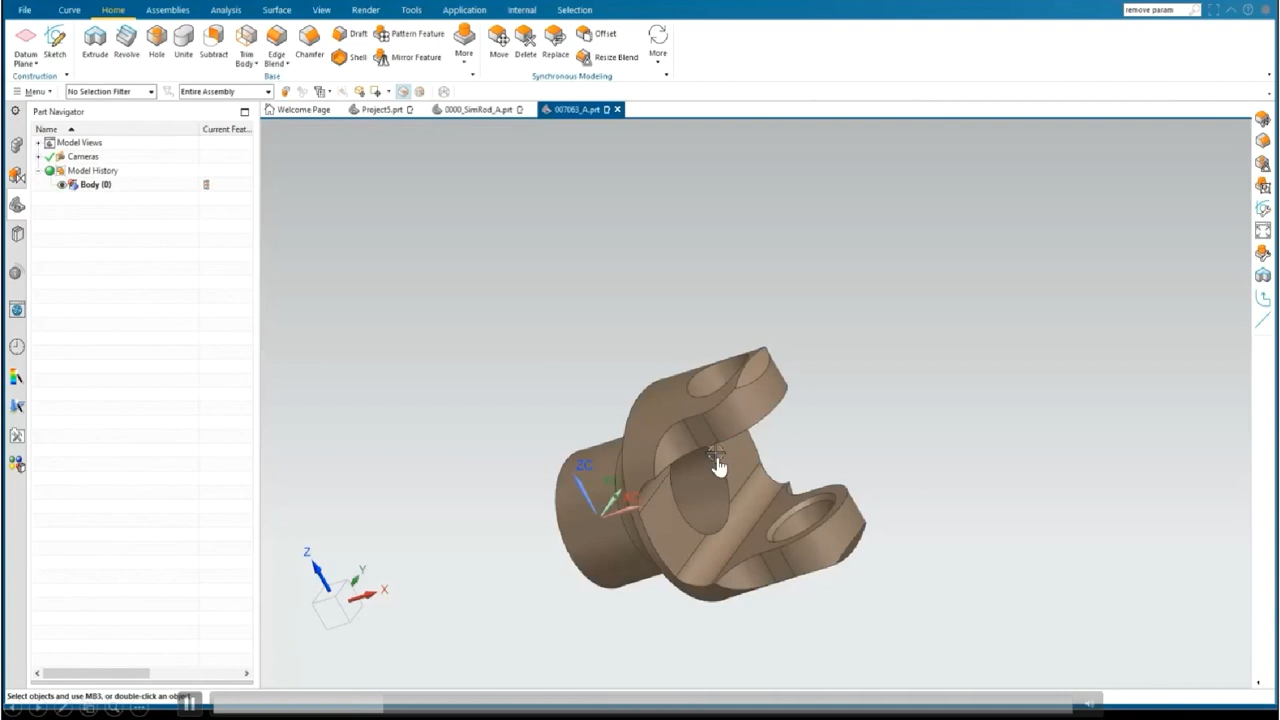 File Curve Home Assemblies Analysis Surface View Render Tools Application Internal Selection remove param
Draft Pattern Feature Offset
Datum Plane Sketch Extrude Revolve Hole Unite Subtract Trim Body Edge Blend Chamfer Shell Mirror Feature More Move Delete Replace Resize Blend More
Construction Base Synchronous Modeling
Menu No Selection Filter Entire Assembly
Part Navigator Welcome Page Project5.prt 0000_SimRod_A.prt 007063_A.prt
Name Current Feat...
Model Views
Cameras
Model History
Body (0)
ZC
Z Y X
Select objects and use MB3, or double-click an object